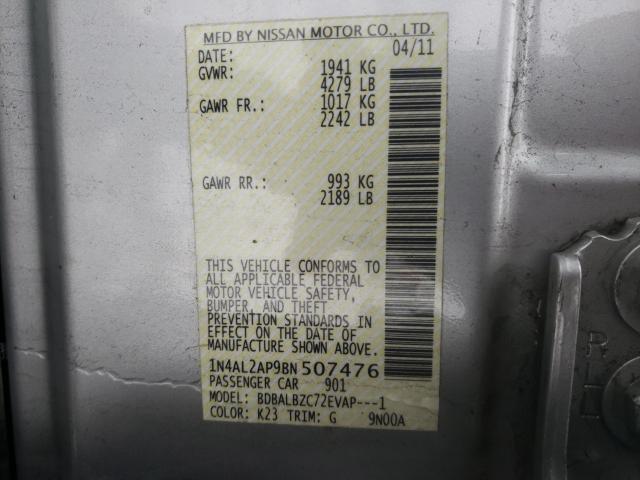 MFD BY NISSAN MOTOR CO., LTD.
DATE: 04/11
GVWR: 1941 KG
4279 LB
GAWR FR.: 1017 KG
2242 LB
GAWR RR.: 993 KG
2189 LB
THIS VEHICLE CONFORMS TO
ALL APPLICABLE FEDERAL
MOTOR VEHICLE SAFETY,
BUMPER, AND THEFT
PREVENTION STANDARDS IN
EFFECT ON THE DATE OF
MANUFACTURE SHOWN ABOVE.
1N4AL2AP9BN507476
PASSENGER CAR 901
MODEL: BDBALBZC72EVAP---1
COLOR: K23 TRIM: G 9N00A